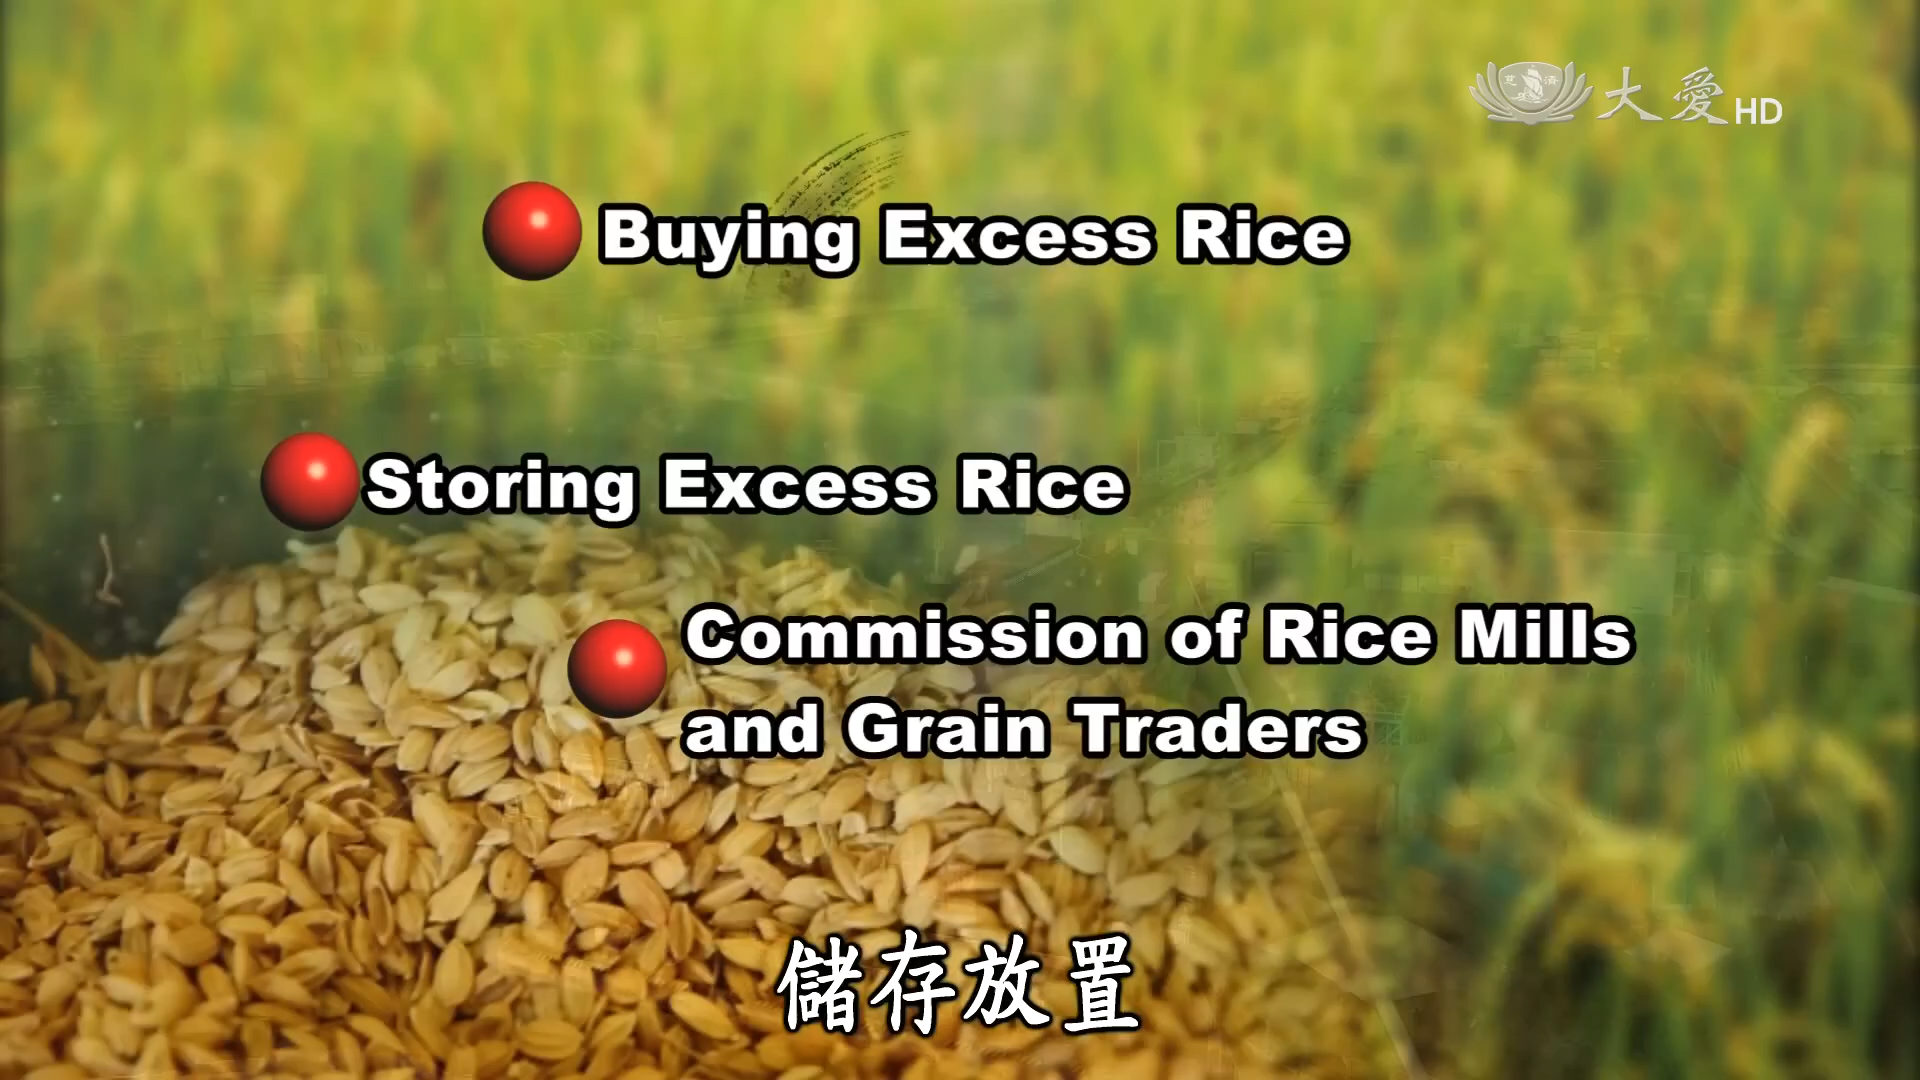 大愛HD
Buying Excess Rice
Storing Excess Rice
Commission of Rice Mills
and Grain Traders
儲存放置